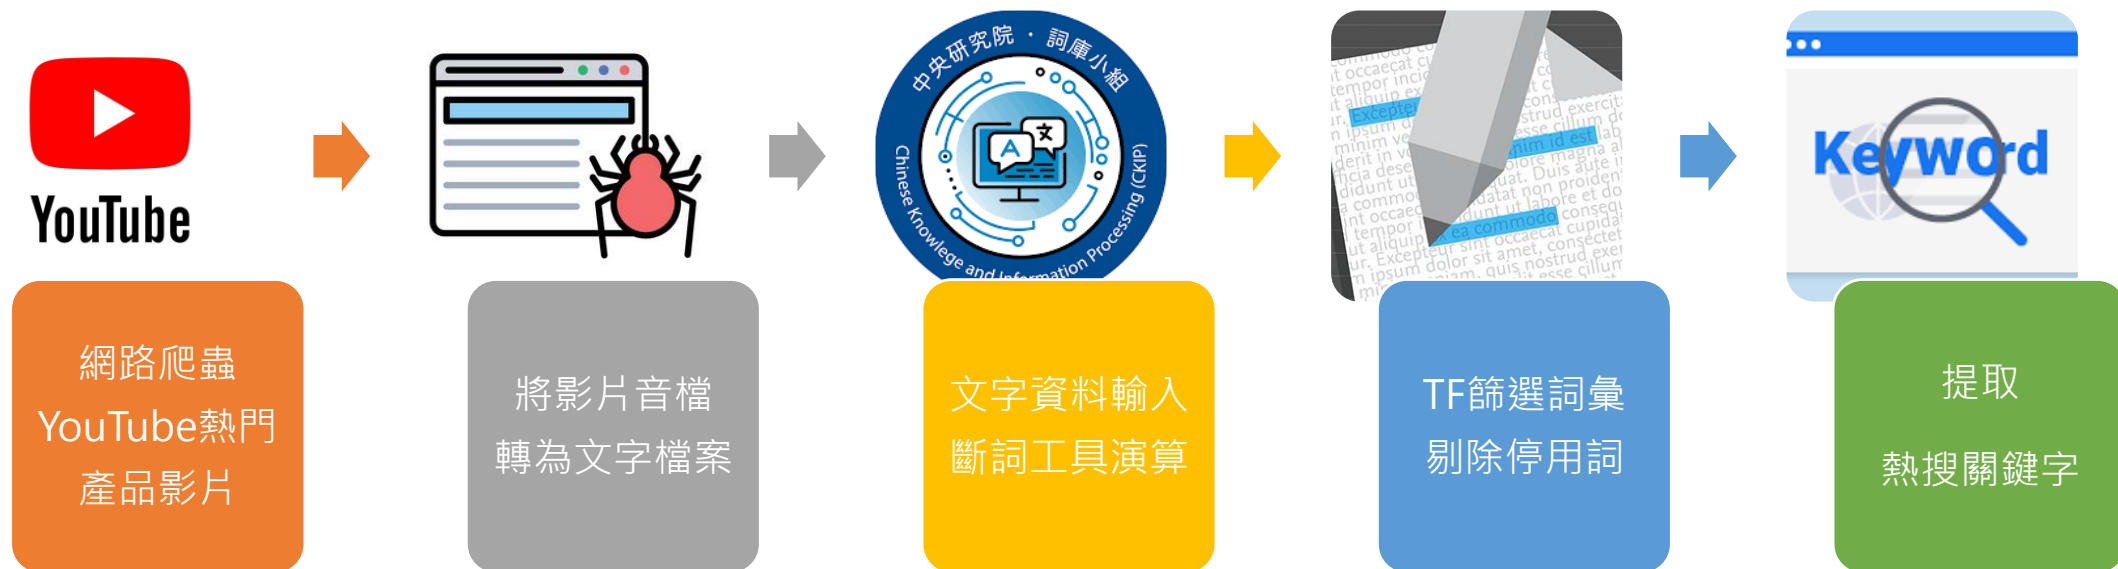 YouTube
中央研究院 · 詞庫小組
A 文
Chinese Knowlege and Information Processing (CKIP)
Keyword
網路爬蟲
YouTube熱門
產品影片
將影片音檔
轉為文字檔案
文字資料輸入
斷詞工具演算
TF篩選詞彙
剔除停用詞
提取
熱搜關鍵字